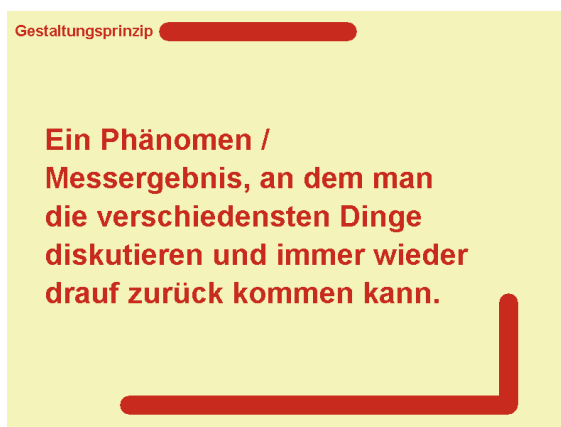 Gestaltungsprinzip
Ein Phänomen /
Messergebnis, an dem man
die verschiedensten Dinge
diskutieren und immer wieder
drauf zurück kommen kann.